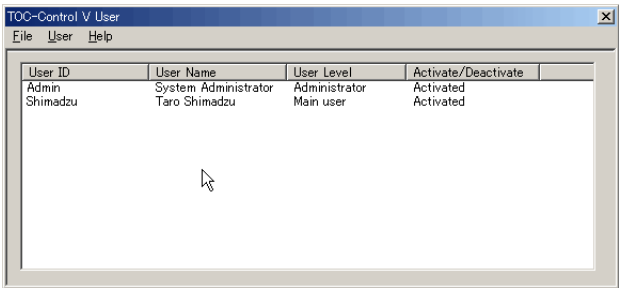 TOC-Control V User
File User Help
User ID User Name User Level Activate/Deactivate
Admin System Administrator Administrator Activated
Shimadzu Taro Shimadzu Main user Activated